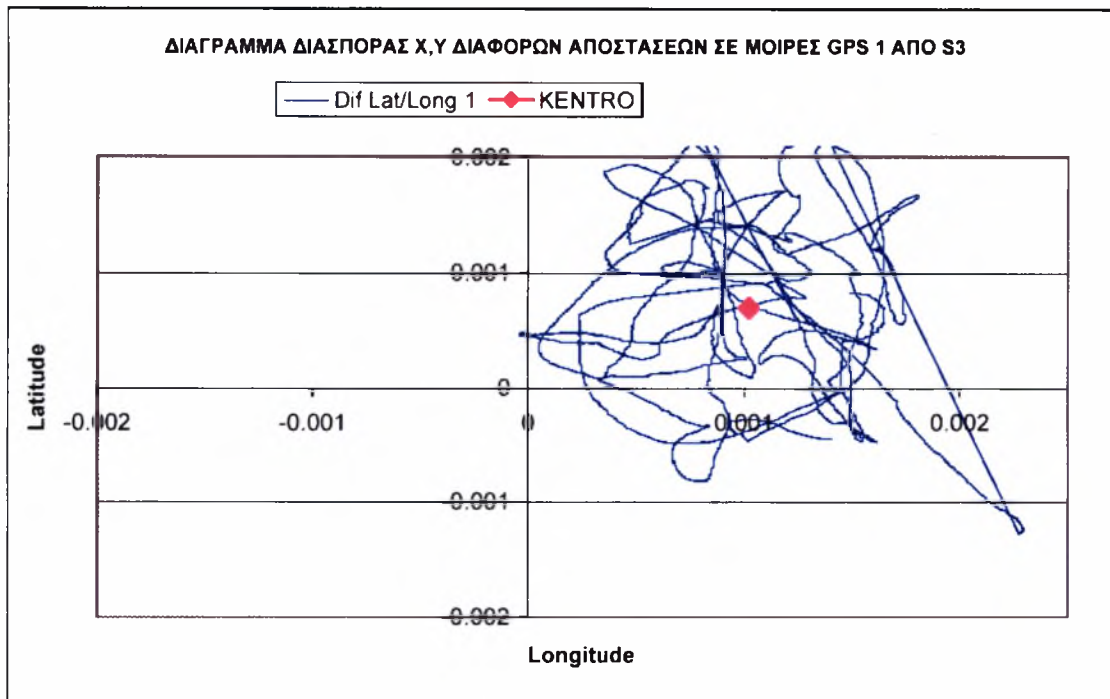 ΔΙΑΓΡΑΜΜΑ ΔΙΑΣΠΟΡΑΣ Χ,Υ ΔΙΑΦΟΡΩΝ ΑΠΟΣΤΑΣΕΩΝ ΣΕ ΜΟΙΡΕΣ GPS 1 ΑΠΟ S3
Dif Lat/Long 1 ΚΕΝΤRO
0.002
0.001
0
-0.001
-0.002
-0.002 -0.001 0 0.001 0.002
Latitude
Longitude